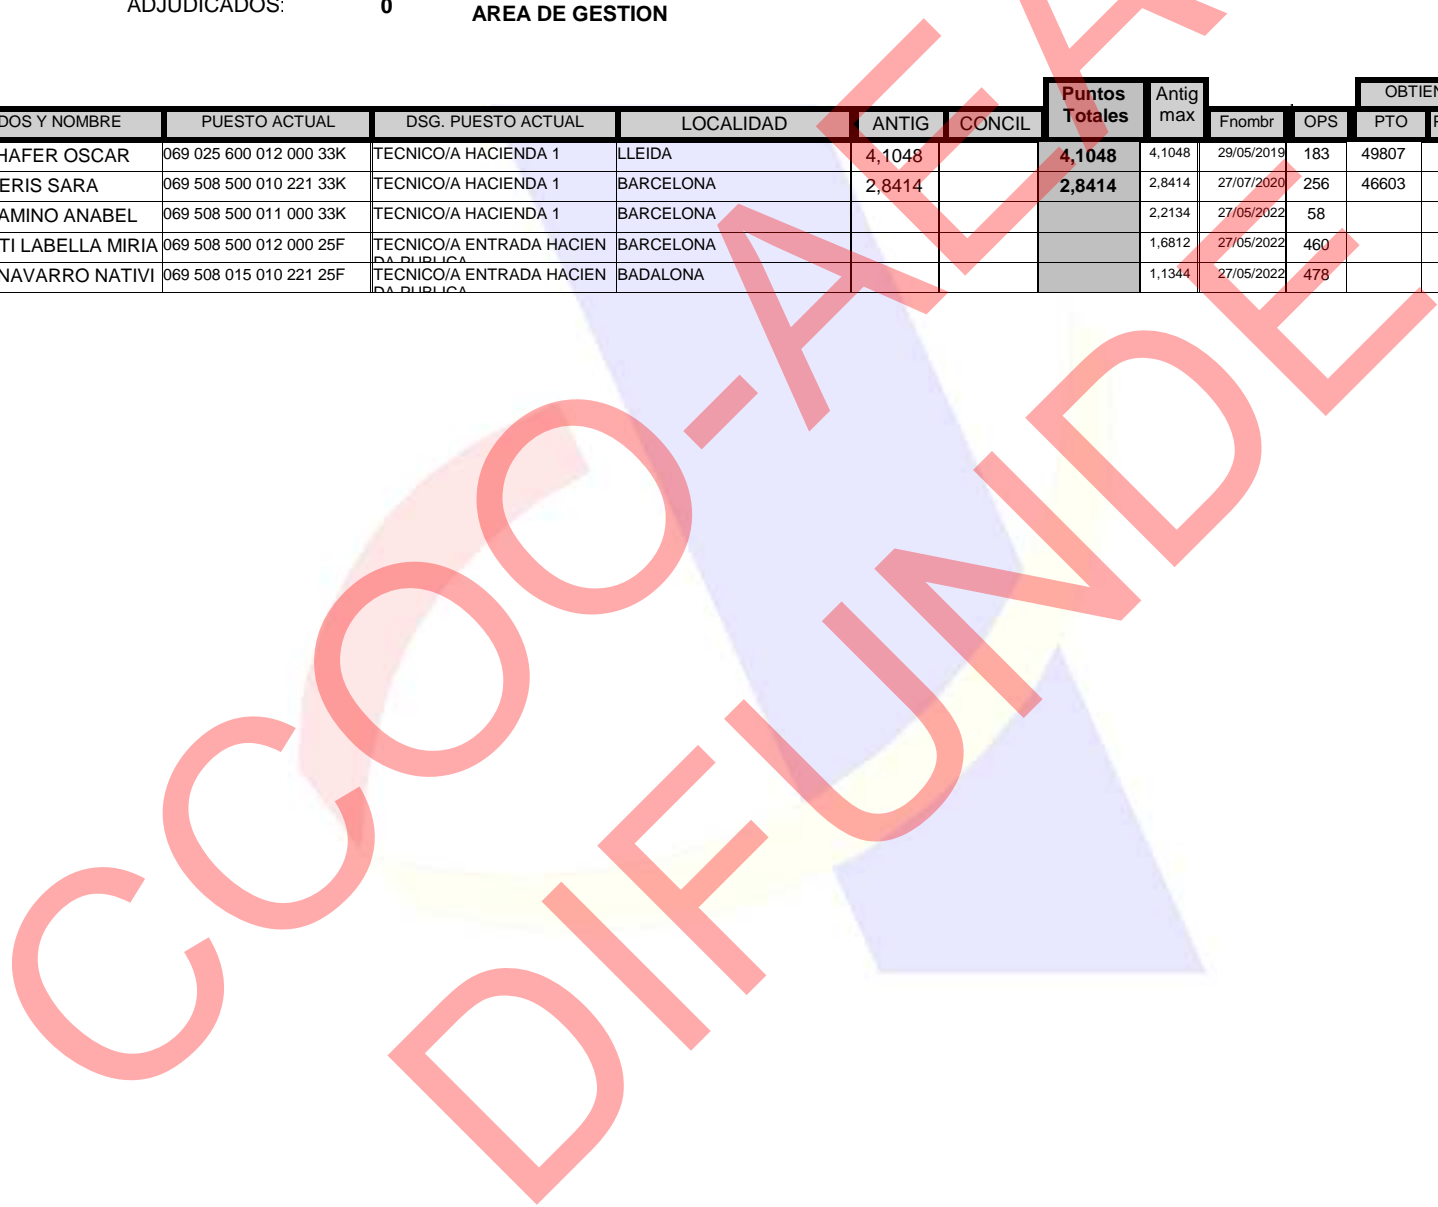 ADJUDICADOS: 0 AREA DE GESTION
Puntos Totales Antig max OBTIEN
DOS Y NOMBRE PUESTO ACTUAL DSG. PUESTO ACTUAL LOCALIDAD ANTIG CONCIL Fnombr OPS PTO
HAFER OSCAR 069 025 600 012 000 33K TECNICO/A HACIENDA 1 LLEIDA 4,1048 4,1048 4,1048 29/05/2019 183 49807
ERIS SARA 069 508 500 010 221 33K TECNICO/A HACIENDA 1 BARCELONA 2,8414 2,8414 2,8414 27/07/2020 256 46603
AMINO ANABEL 069 508 500 011 000 33K TECNICO/A HACIENDA 1 BARCELONA 2,2134 27/05/2022 58
TI LABELLA MIRIA 069 508 500 012 000 25F TECNICO/A ENTRADA HACIEN BARCELONA 1,6812 27/05/2022 460
DA PUBLICA
NAVARRO NATIVI 069 508 015 010 221 25F TECNICO/A ENTRADA HACIEN BADALONA 1,1344 27/05/2022 478
DA PUBLICA
CCOO-AEA
DIFUNDE